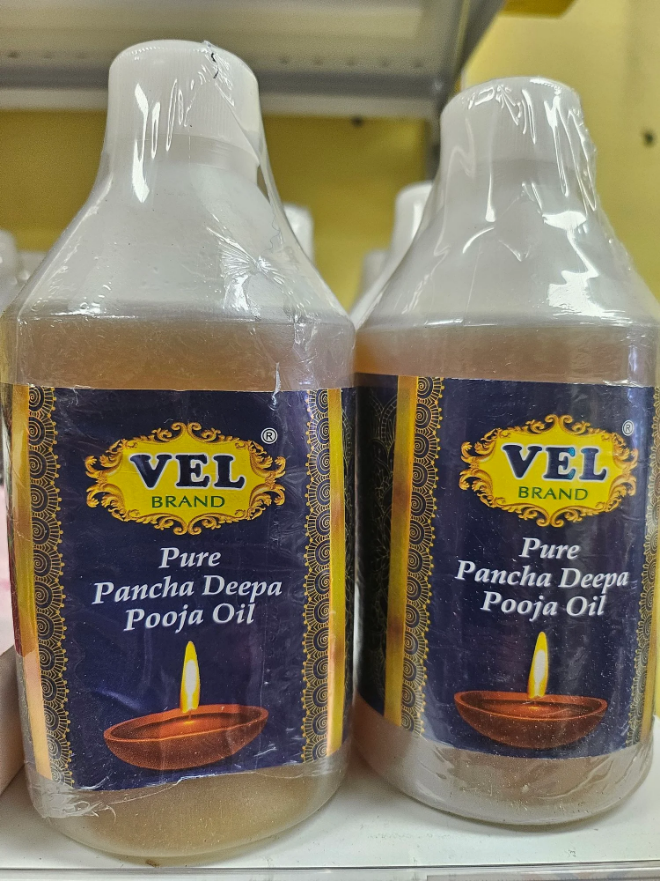 VEL ®
BRAND
Pure
Pancha Deepa
Pooja Oil
VEL ®
BRAND
Pure
Pancha Deepa
Pooja Oil